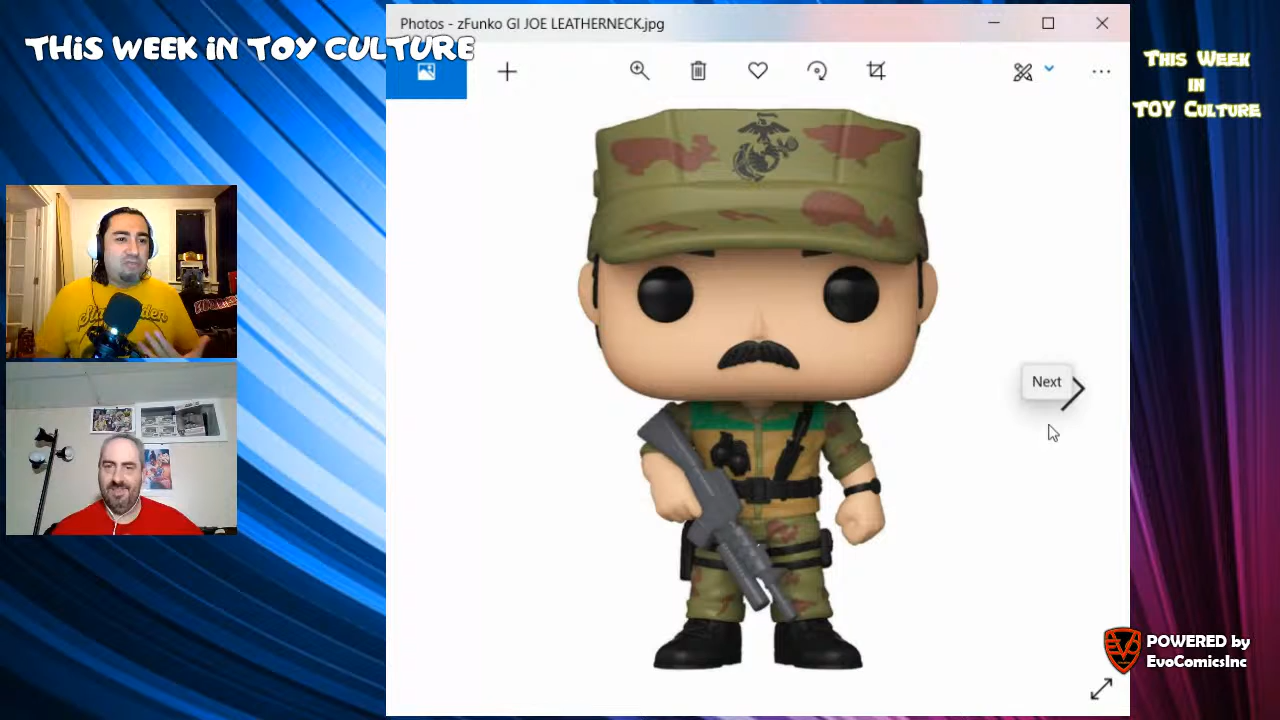 THiS WEEK iN TOY CULTURE
Photos - zFunko GI JOE LEATHERNECK.jpg
This Week
in
TOY Culture
Next
POWERED by
EvoComicsInc